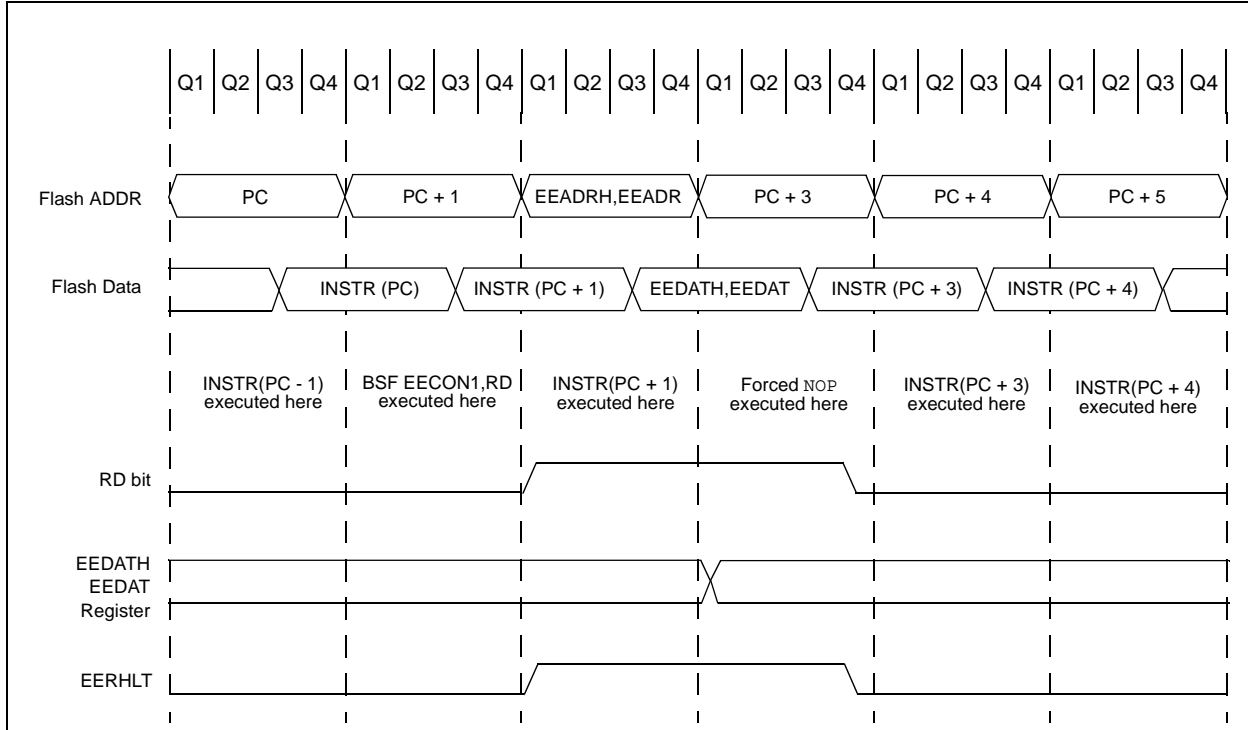 Q1 Q2 Q3 Q4 Q1 Q2 Q3 Q4 Q1 Q2 Q3 Q4 Q1 Q2 Q3 Q4 Q1 Q2 Q3 Q4 Q1 Q2 Q3 Q4
Flash ADDR PC PC + 1 EEADRH,EEADR PC + 3 PC + 4 PC + 5
Flash Data INSTR (PC) INSTR (PC + 1) EEDATH,EEDAT INSTR (PC + 3) INSTR (PC + 4)
INSTR(PC - 1) BSF EECON1,RD INSTR(PC + 1) Forced NOP INSTR(PC + 3) INSTR(PC + 4)
executed here executed here executed here executed here executed here executed here
RD bit
EEDATH
EEDAT
Register
EERHLT